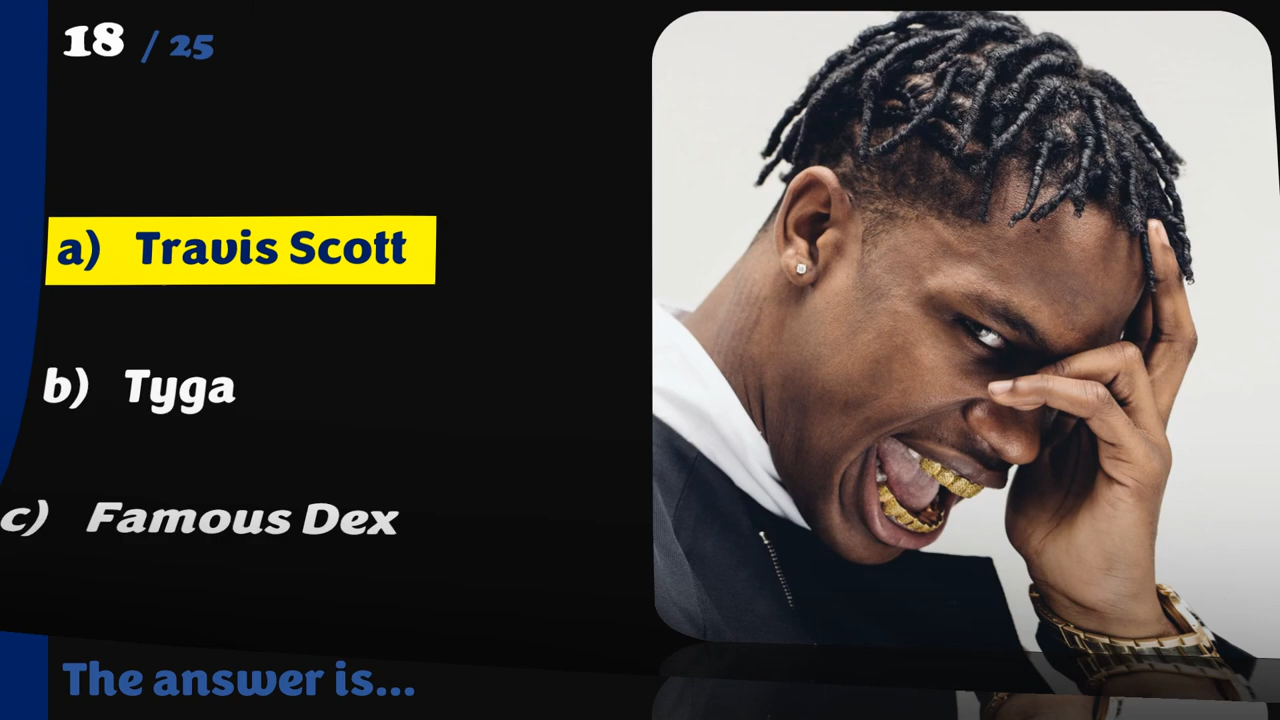 18 / 25
a) Travis Scott
b) Tyga
c) Famous Dex
The answer is...